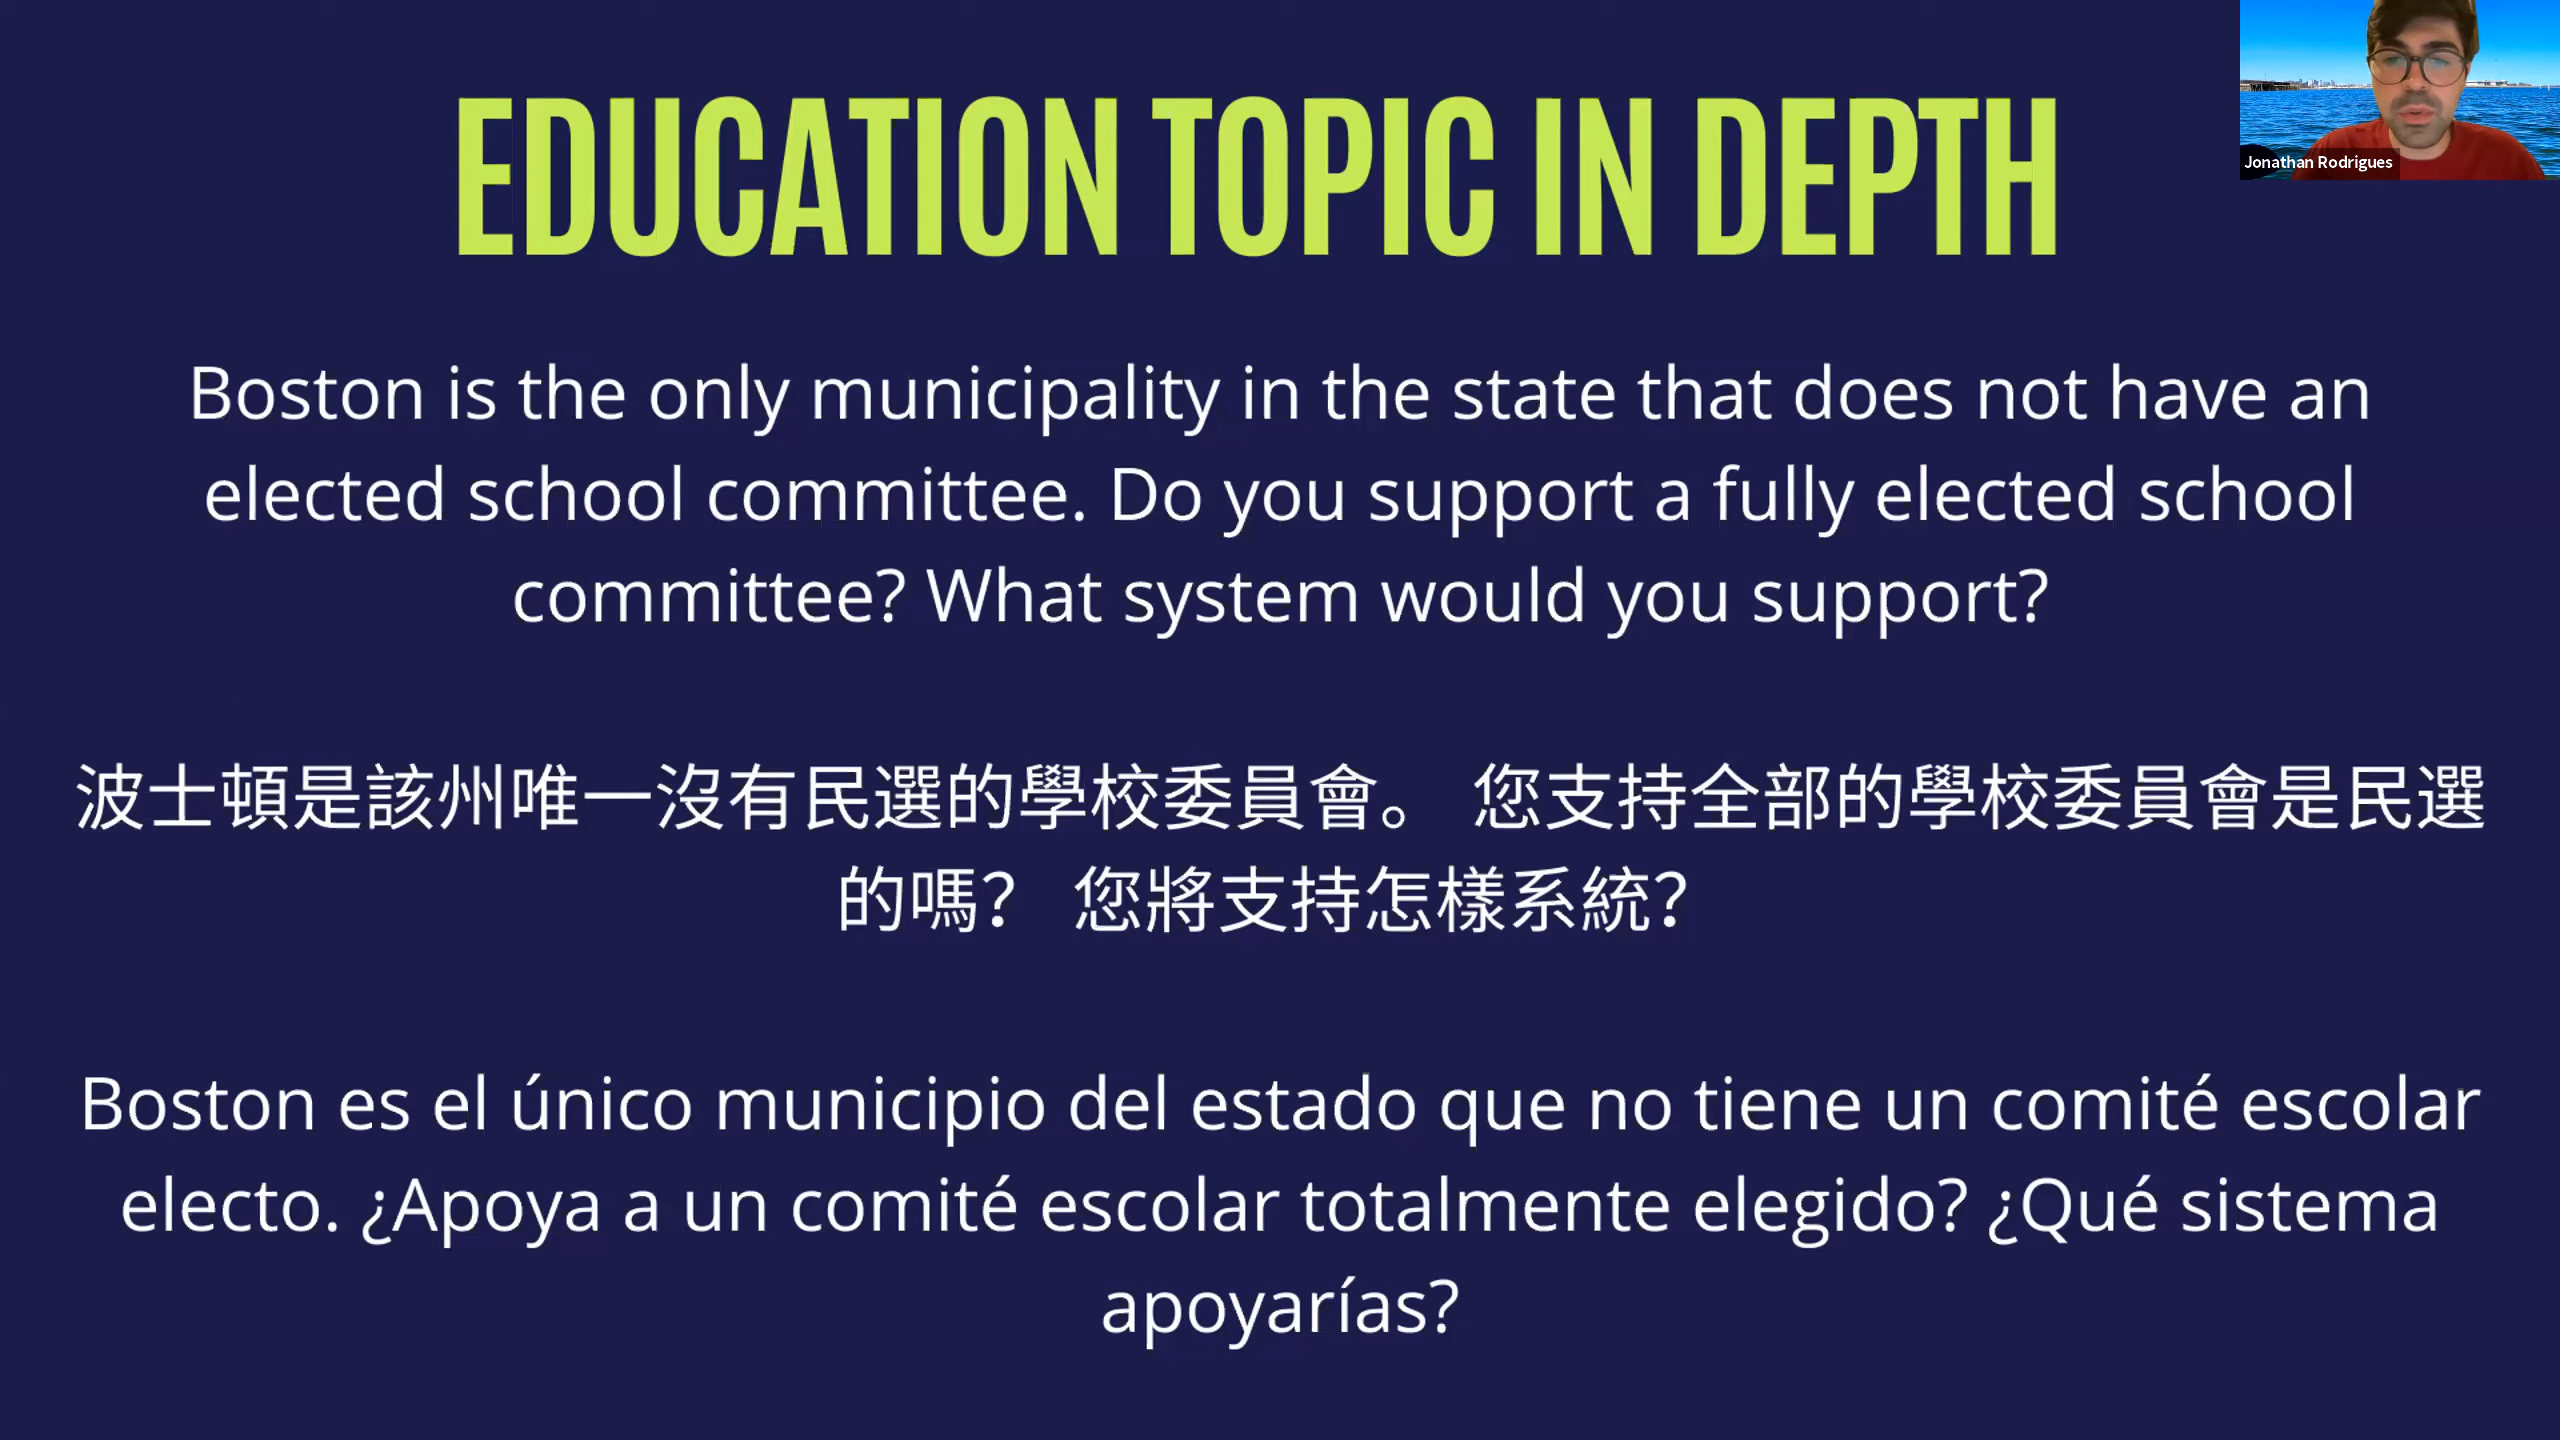 EDUCATION TOPIC IN DEPTH
Jonathan Rodrigues
Boston is the only municipality in the state that does not have an
elected school committee. Do you support a fully elected school
committee? What system would you support?
波士頓是該州唯一沒有民選的學校委員會。 您支持全部的學校委員會是民選
的嗎? 您將支持怎樣系統?
Boston es el único municipio del estado que no tiene un comité escolar
electo. ¿Apoya a un comité escolar totalmente elegido? ¿Qué sistema
apoyarías?